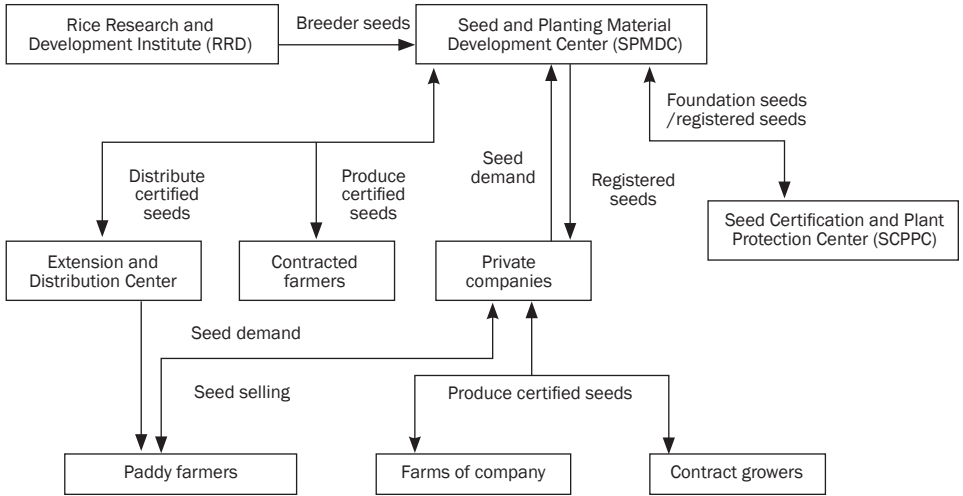 Rice Research and
Development Institute (RRD)
Breeder seeds
Seed and Planting Material
Development Center (SPMDC)
Foundation seeds
/registered seeds
Distribute
certified
seeds
Produce
certified
seeds
Seed
demand
Registered
seeds
Seed Certification and Plant
Protection Center (SCPPC)
Extension and
Distribution Center
Contracted
farmers
Private
companies
Seed demand
Seed selling
Produce certified seeds
Paddy farmers
Farms of company
Contract growers